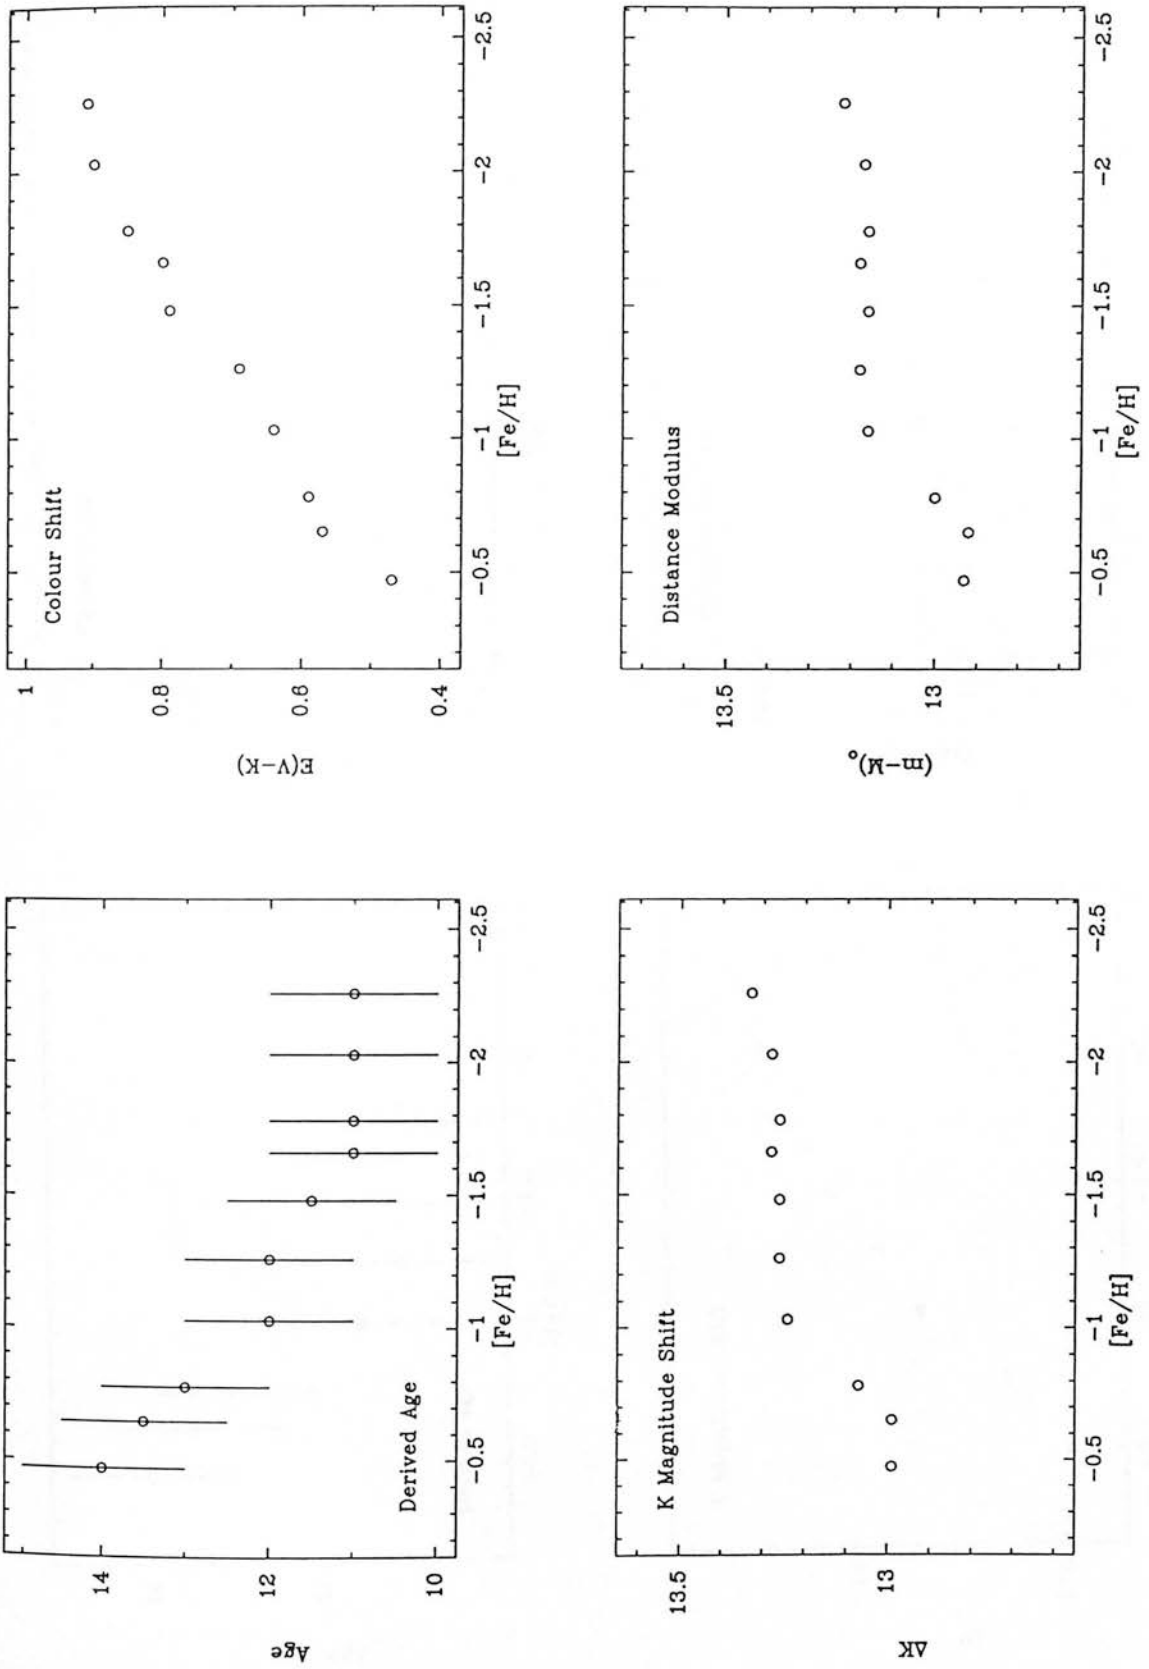 Age
14
12
10
Derived Age
-0.5 -1 -1.5 -2 -2.5
[Fe/H]
E(V-K)
1
0.8
0.6
0.4
Colour Shift
-0.5 -1 -1.5 -2 -2.5
[Fe/H]
ΔK
13.5
13
K Magnitude Shift
-0.5 -1 -1.5 -2 -2.5
[Fe/H]
(m-M)₀
13.5
13
Distance Modulus
-0.5 -1 -1.5 -2 -2.5
[Fe/H]